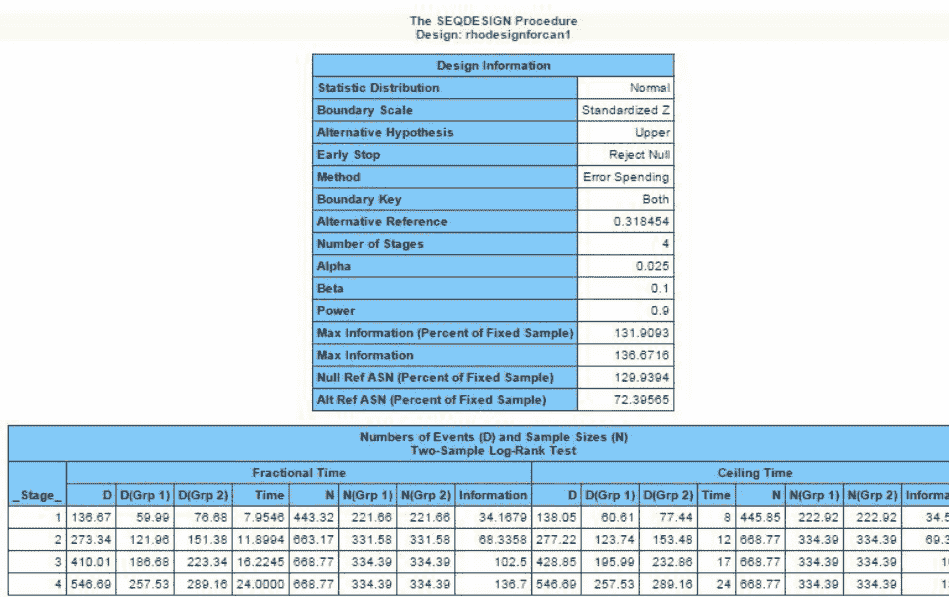 The SEQDESIGN Procedure
Design: rhodesignforcan1
Design Information
Statistic Distribution Normal
Boundary Scale Standardized Z
Alternative Hypothesis Upper
Early Stop Reject Null
Method Error Spending
Boundary Key Both
Alternative Reference 0.318454
Number of Stages 4
Alpha 0.025
Beta 0.1
Power 0.9
Max Information (Percent of Fixed Sample) 131.9093
Max Information 136.6716
Null Ref ASN (Percent of Fixed Sample) 129.9394
Alt Ref ASN (Percent of Fixed Sample) 72.39565
Numbers of Events (D) and Sample Sizes (N)
Two-Sample Log-Rank Test
Fractional Time Ceiling Time
_Stage_ D D(Grp 1) D(Grp 2) Time N N(Grp 1) N(Grp 2) Information D D(Grp 1) D(Grp 2) Time N N(Grp 1) N(Grp 2) Informa
1 136.67 59.99 76.68 7.9546 443.32 221.66 221.66 34.1679 138.05 60.61 77.44 8 445.85 222.92 222.92 34.5
2 273.34 121.96 151.38 11.8994 663.17 331.58 331.58 68.3358 277.22 123.74 153.48 12 668.77 334.39 334.39 69.3
3 410.01 186.68 223.34 16.2245 668.77 334.39 334.39 102.5 428.85 195.99 232.86 17 668.77 334.39 334.39
4 546.69 257.53 289.16 24.0000 668.77 334.39 334.39 136.7 546.69 257.53 289.16 24 668.77 334.39 334.39